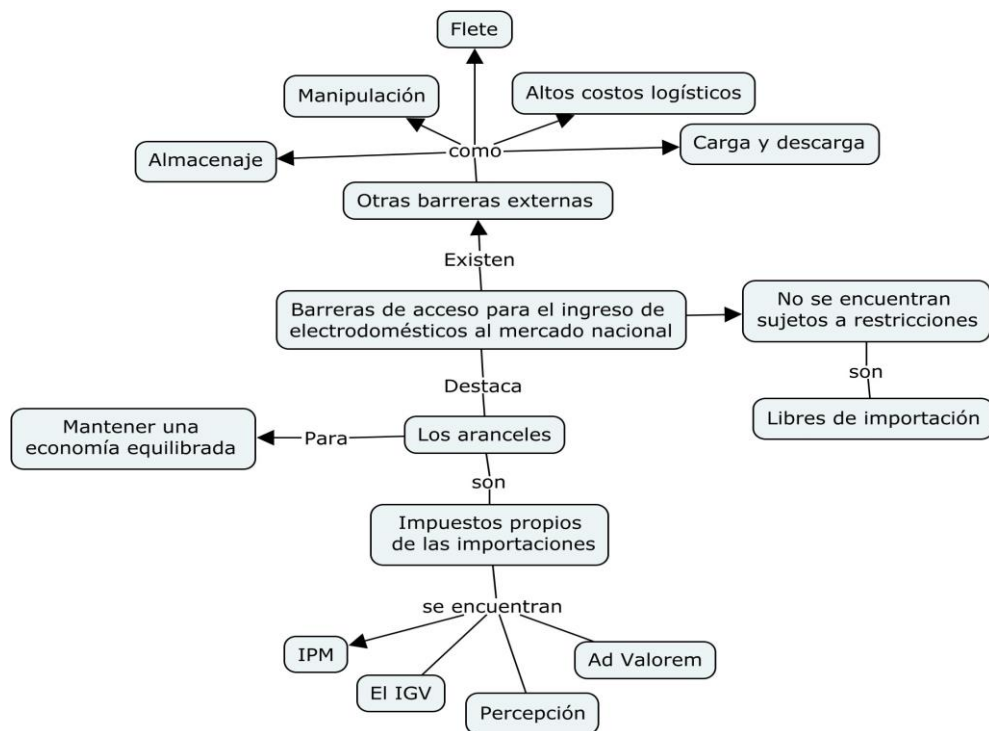 Flete
Manipulación
Altos costos logísticos
Almacenaje
como
Carga y descarga
Otras barreras externas
Existen
Barreras de acceso para el ingreso de
electrodomésticos al mercado nacional
No se encuentran
sujetos a restricciones
son
Libres de importación
Destaca
Mantener una
economía equilibrada
Para
Los aranceles
son
Impuestos propios
de las importaciones
se encuentran
IPM
El IGV
Percepción
Ad Valorem